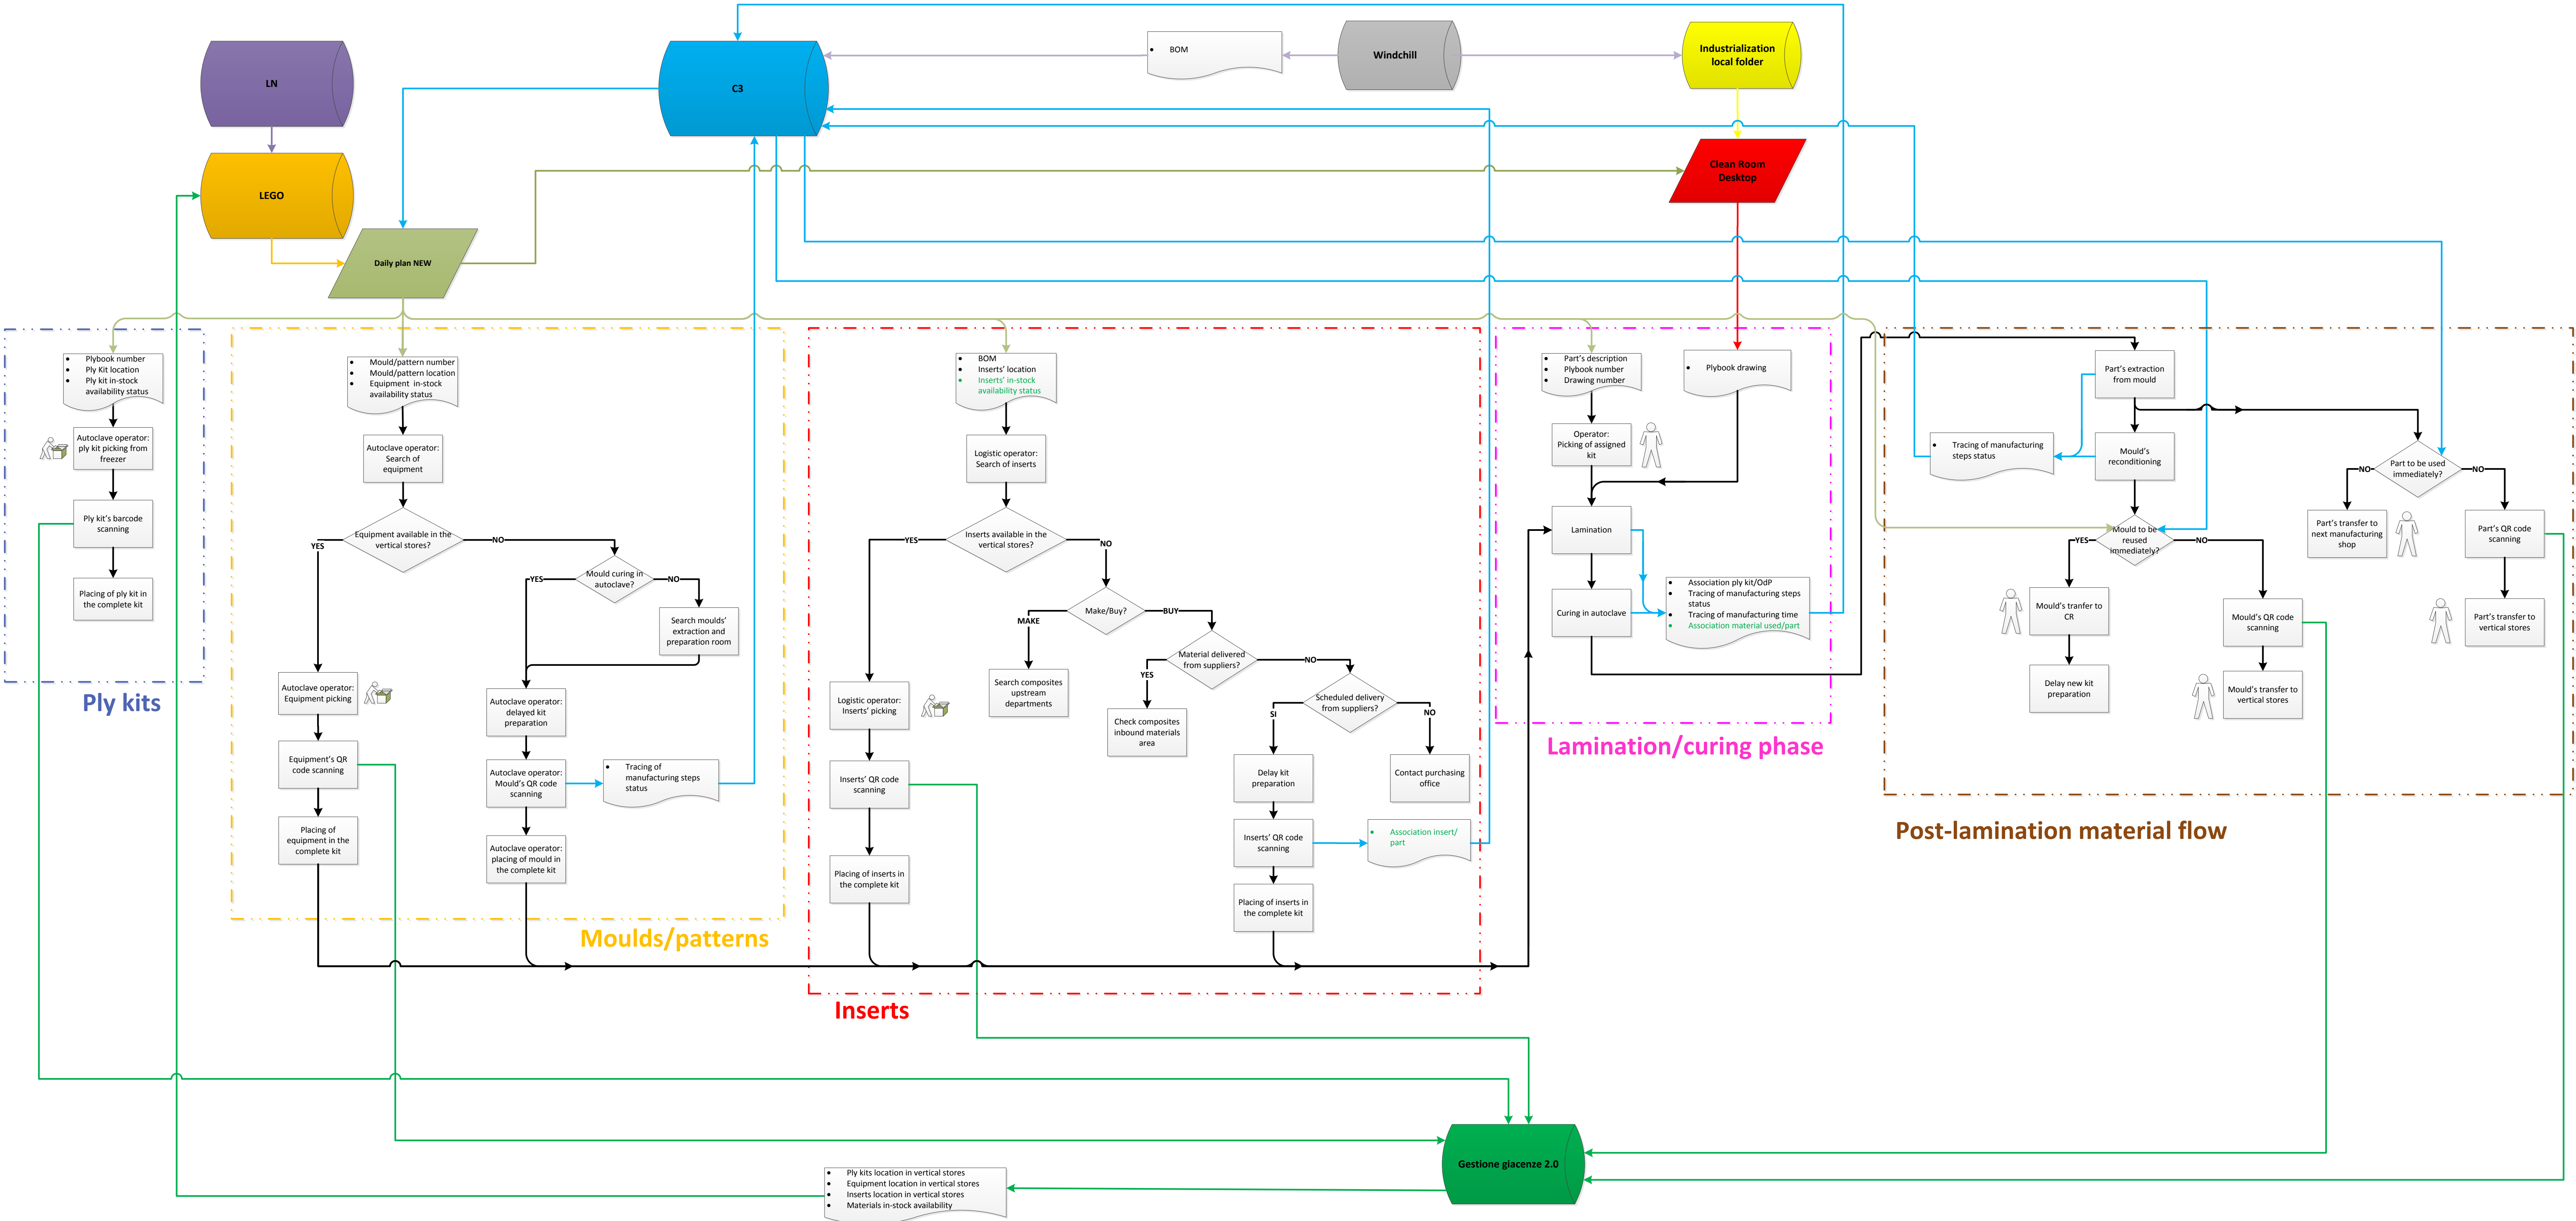 LN
C3
BOM
Windchill
Industrialization
local folder
LEGO
Clean Room
Desktop
Daily plan NEW
Plybook number
Ply Kit location
Ply kit in-stock
availability status
Autoclave operator:
ply kit picking from
freezer
Ply kit's barcode
scanning
Placing of ply kit in
the complete kit
Ply kits
Mould/pattern number
Mould/pattern location
Equipment in-stock
availability status
Autoclave operator:
Search of
equipment
Equipment available in the
vertical stores?
YES
NO
Mould curing in
autoclave?
YES
NO
Search moulds'
extraction and
preparation room
Autoclave operator:
Equipment picking
Equipment's QR
code scanning
Placing of
equipment in the
complete kit
Autoclave operator:
delayed kit
preparation
Autoclave operator:
Mould's QR code
scanning
Tracing of
manufacturing steps
status
Autoclave operator:
placing of mould in
the complete kit
Moulds/patterns
BOM
Inserts' location
Inserts' in-stock
availability status
Logistic operator:
Search of inserts
Inserts available in the
vertical stores?
YES
NO
Make/Buy?
MAKE
BUY
Search composites
upstream
departments
Material delivered
from suppliers?
YES
NO
Check composites
inbound materials
area
Scheduled delivery
from suppliers?
SI
NO
Delay kit
preparation
Contact purchasing
office
Logistic operator:
Inserts' picking
Inserts' QR code
scanning
Placing of inserts in
the complete kit
Inserts' QR code
scanning
Association insert/
part
Placing of inserts in
the complete kit
Inserts
Part's description
Plybook number
Drawing number
Plybook drawing
Operator:
Picking of assigned
kit
Lamination
Curing in autoclave
Association ply kit/OdP
Tracing of manufacturing steps
status
Tracing of manufacturing time
Association material used/part
Lamination/curing phase
Part's extraction
from mould
Tracing of manufacturing
steps status
Mould's
reconditioning
Mould to be
reused
immediately?
YES
NO
Mould's tranfer to
CR
Delay new kit
preparation
Mould's QR code
scanning
Mould's transfer to
vertical stores
Part to be used
immediately?
NO
NO
Part's transfer to
next manufacturing
shop
Part's QR code
scanning
Part's transfer to
vertical stores
Post-lamination material flow
Gestione giacenze 2.0
Ply kits location in vertical stores
Equipment location in vertical stores
Inserts location in vertical stores
Materials in-stock availability